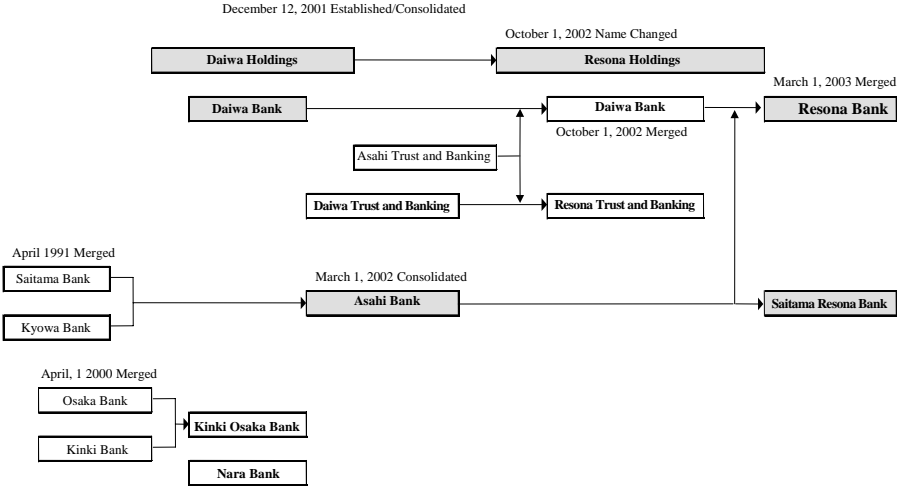 December 12, 2001 Established/Consolidated
October 1, 2002 Name Changed
Daiwa Holdings
Resona Holdings
March 1, 2003 Merged
Daiwa Bank
Daiwa Bank
Resona Bank
October 1, 2002 Merged
Asahi Trust and Banking
Daiwa Trust and Banking
Resona Trust and Banking
April 1991 Merged
Saitama Bank
March 1, 2002 Consolidated
Asahi Bank
Saitama Resona Bank
Kyowa Bank
April, 1 2000 Merged
Osaka Bank
Kinki Osaka Bank
Kinki Bank
Nara Bank